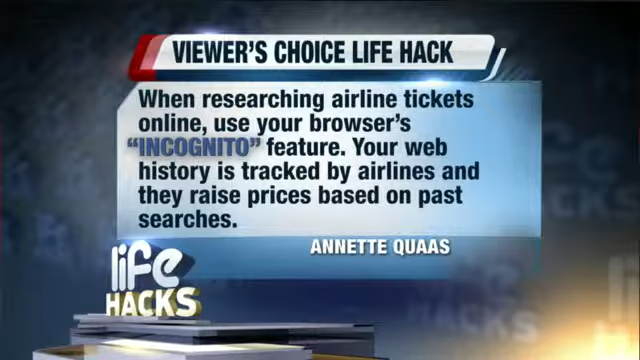 VIEWER'S CHOICE LIFE HACK
When researching airline tickets
online, use your browser's
"INCOGNITO" feature. Your web
history is tracked by airlines and
they raise prices based on past
searches.
ANNETTE QUAAS
life
HACKS
HACKS